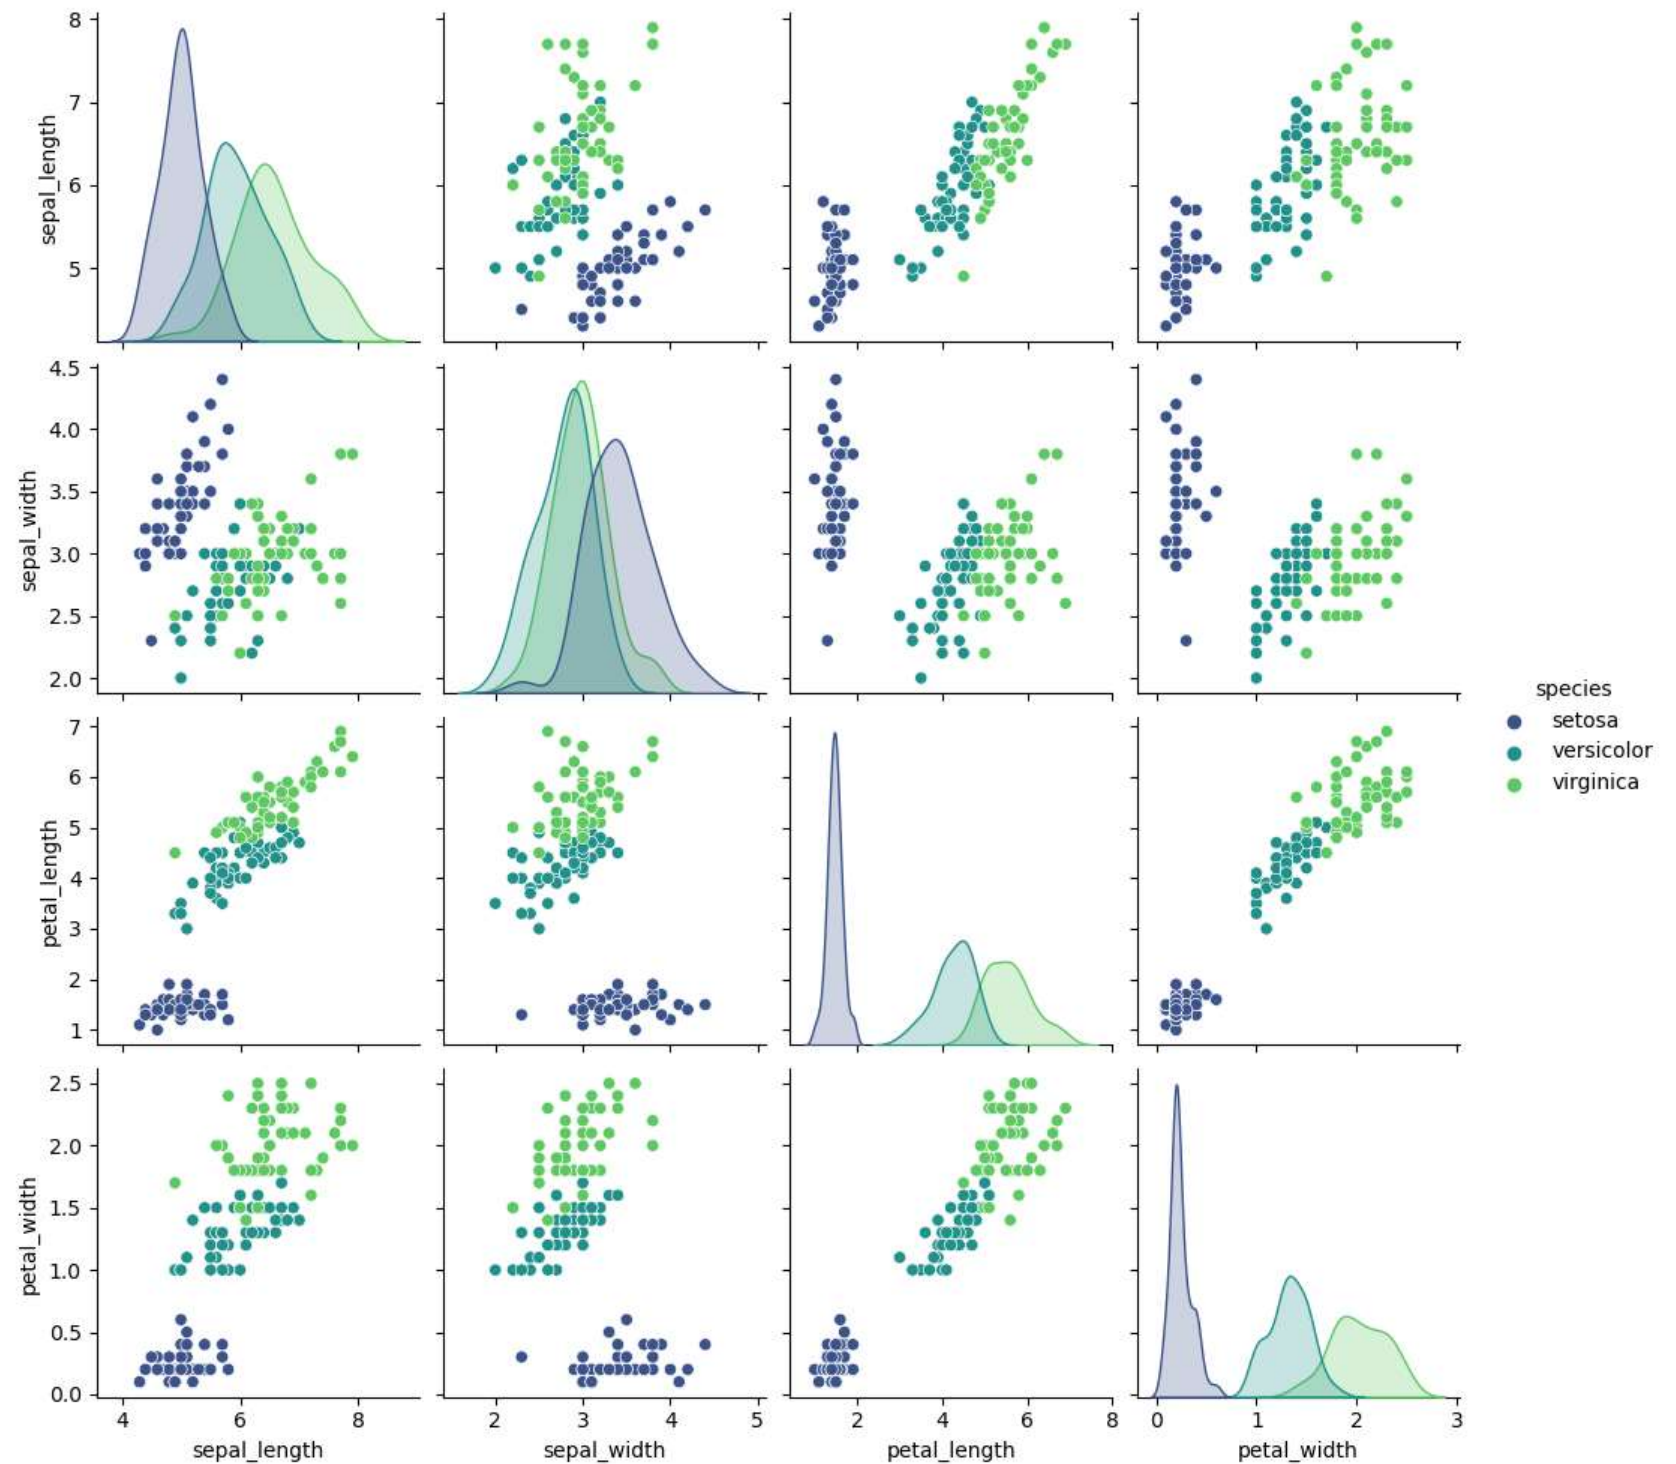 8
7
6
5
sepal_length
4.5
4.0
3.5
3.0
2.5
2.0
sepal_width
species
setosa
versicolor
virginica
7
6
5
4
3
2
1
petal_length
2.5
2.0
1.5
1.0
0.5
0.0
petal_width
4 6 8 2 3 4 5 2 4 6 8 0 1 2 3
sepal_length sepal_width petal_length petal_width